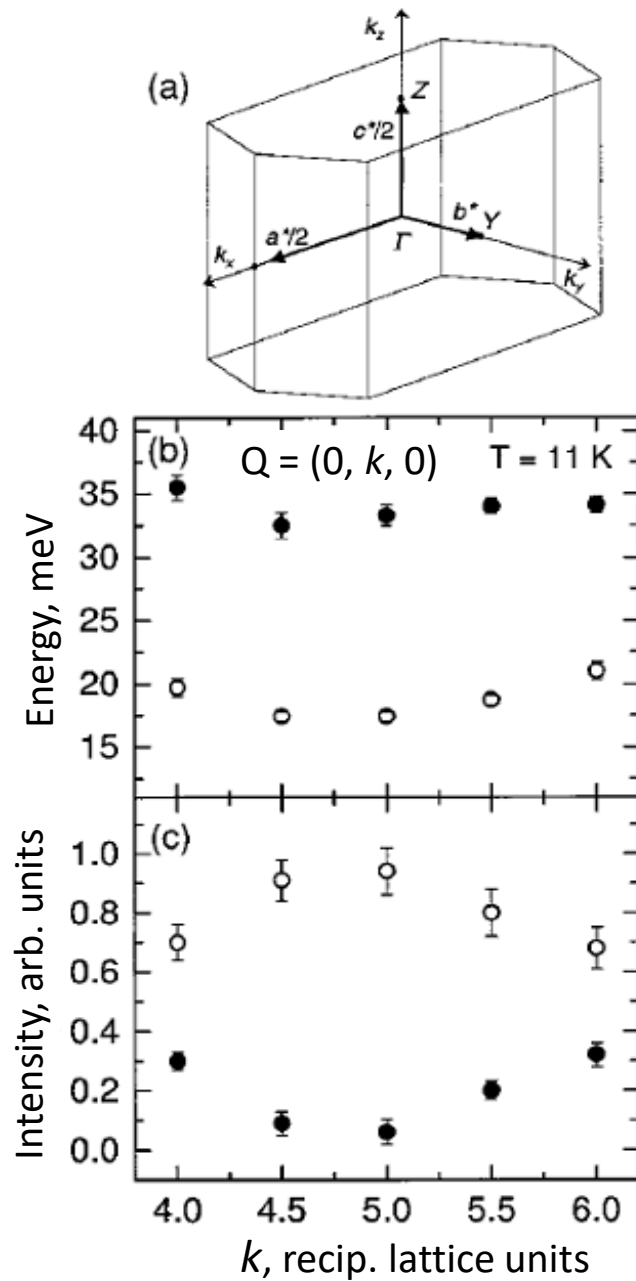 k_z
(a)
Z
c*/2
b* Y
a*/2
Γ
k_x
k_y
(b) Q = (0, k, 0) T = 11 K
40
35
30
25
20
15
Energy, meV
(c)
1.0
0.8
0.6
0.4
0.2
0.0
Intensity, arb. units
4.0 4.5 5.0 5.5 6.0
k, recip. lattice units